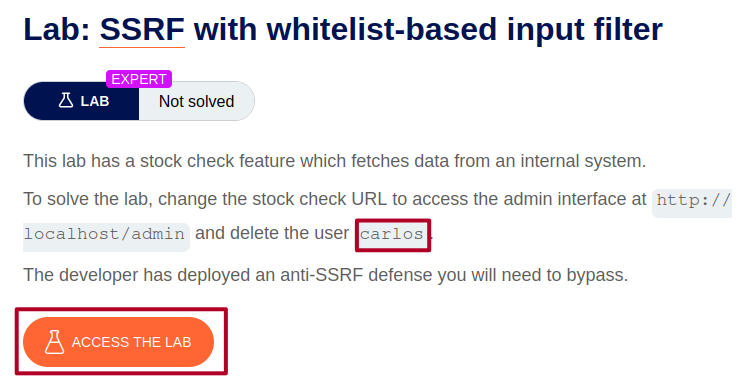 Lab: SSRF with whitelist-based input filter
EXPERT
LAB Not solved
This lab has a stock check feature which fetches data from an internal system.
To solve the lab, change the stock check URL to access the admin interface at http://
localhost/admin and delete the user carlos.
The developer has deployed an anti-SSRF defense you will need to bypass.
ACCESS THE LAB